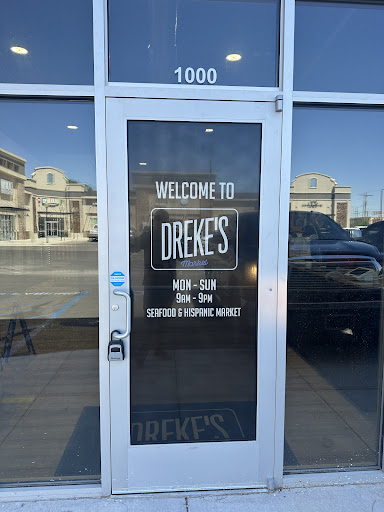 1000
WELCOME TO
DREKE'S
Market
MON - SUN
9AM - 9PM
SEAFOOD & HISPANIC MARKET
DREKE'S